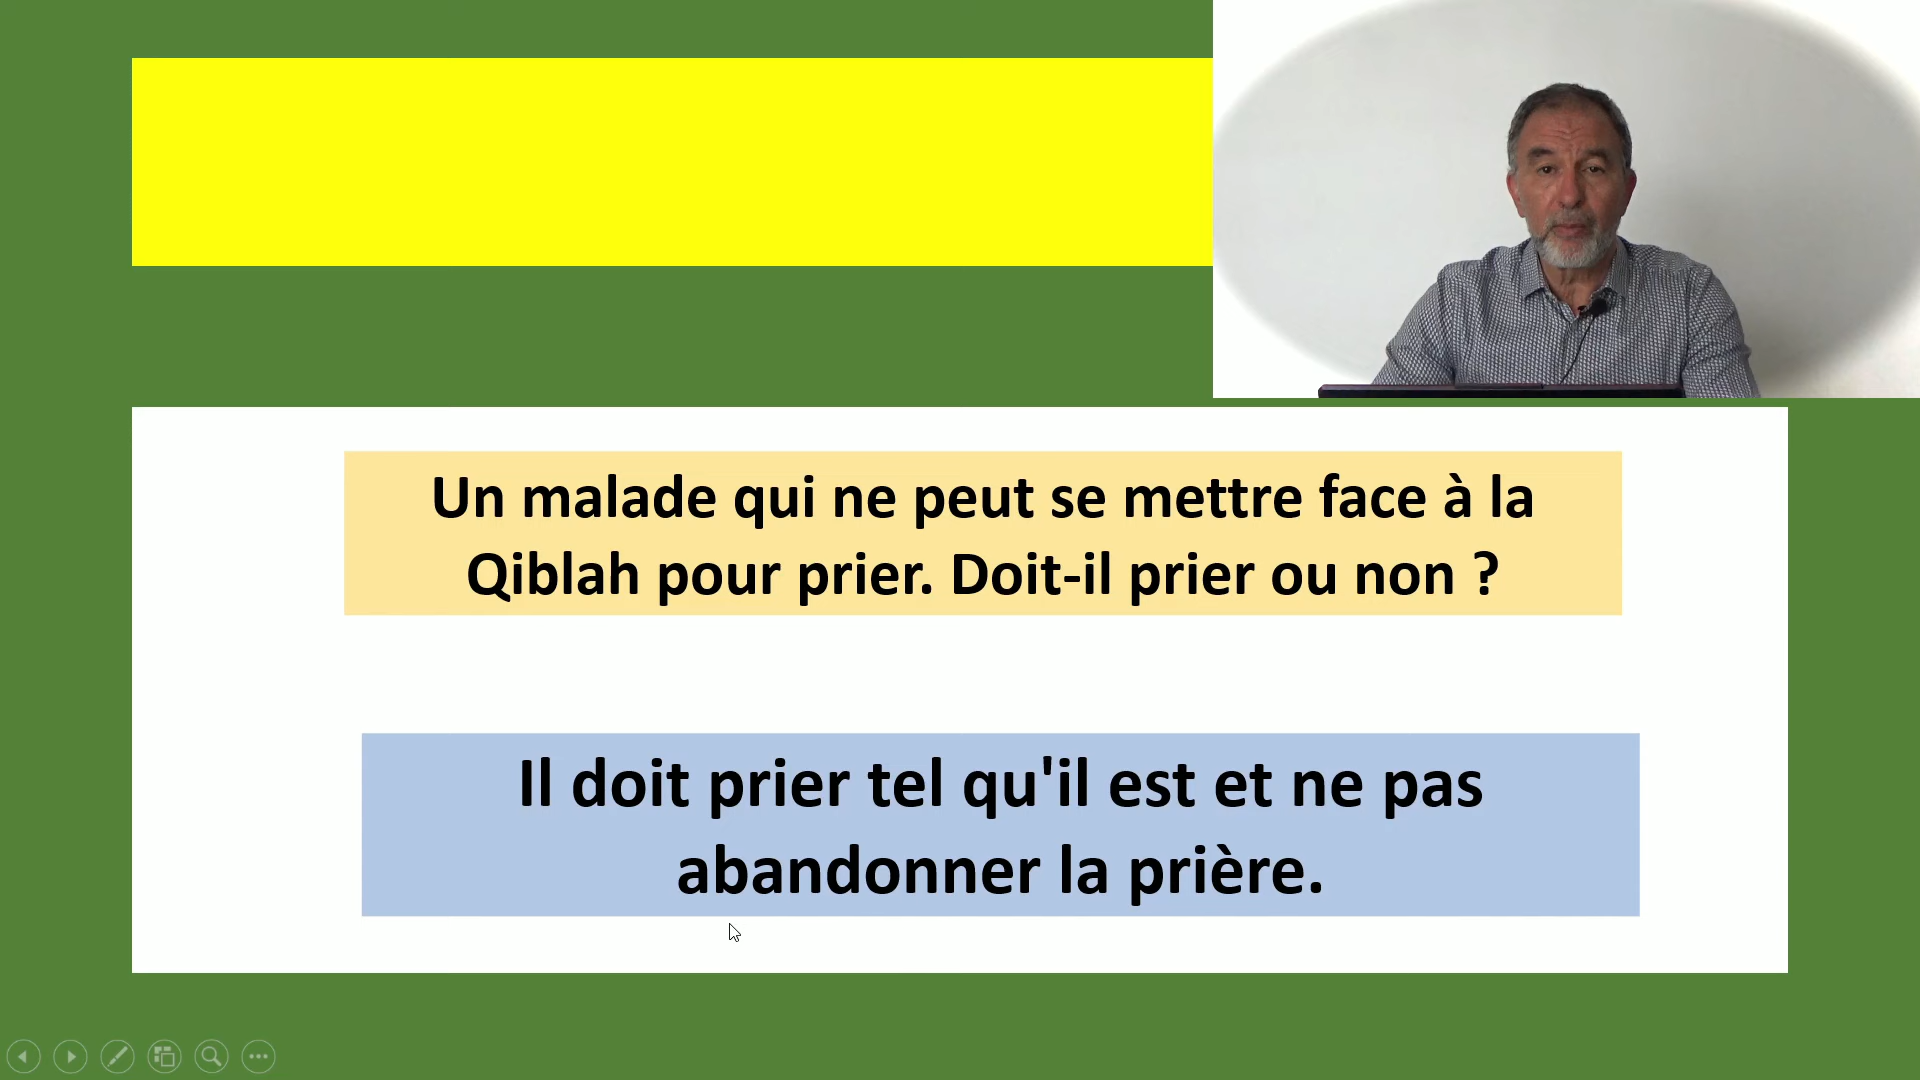 Un malade qui ne peut se mettre face à la
Qiblah pour prier. Doit-il prier ou non ?
Il doit prier tel qu'il est et ne pas
abandonner la prière.